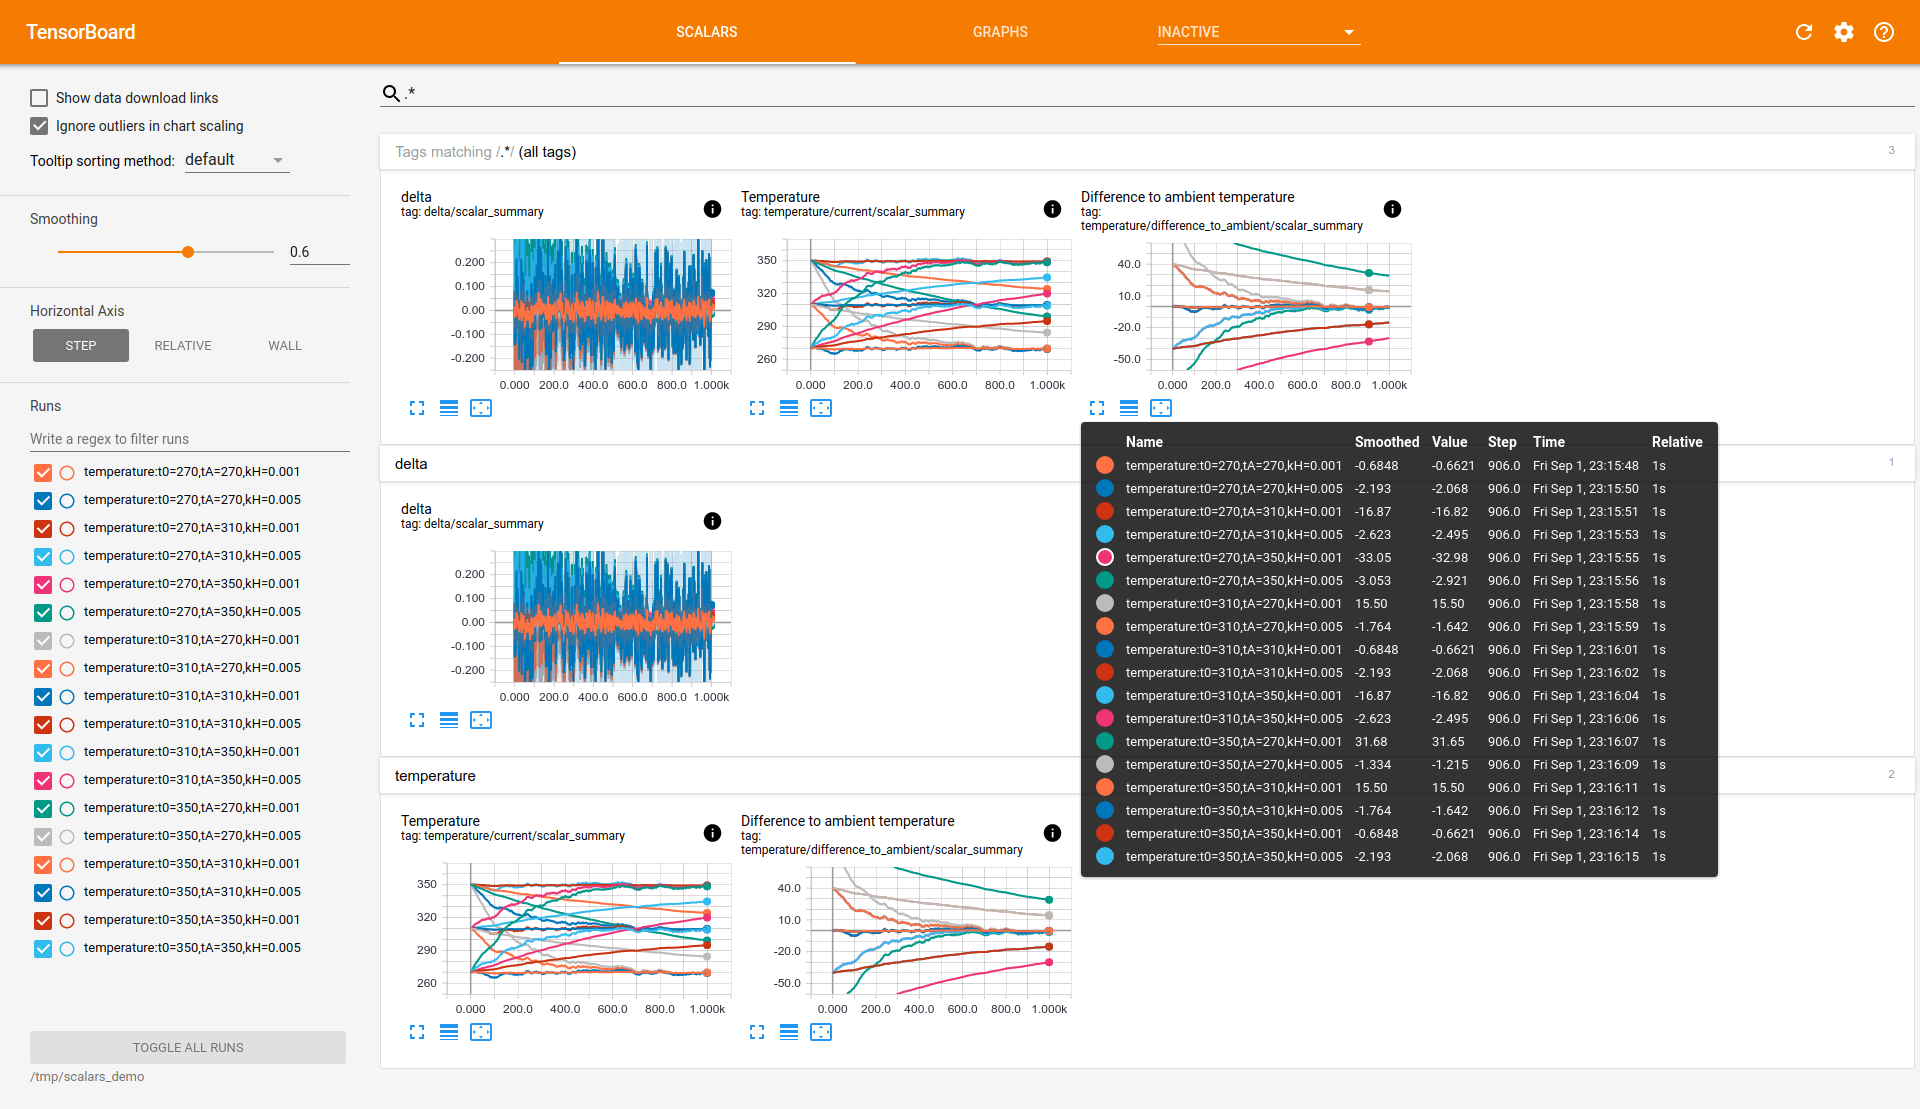 TensorBoard
SCALARS
GRAPHS
INACTIVE
Show data download links
Ignore outliers in chart scaling
Tooltip sorting method: default
Smoothing
0.6
Horizontal Axis
STEP RELATIVE WALL
Runs
Write a regex to filter runs
temperature:t0=270,tA=270,kH=0.001
temperature:t0=270,tA=270,kH=0.005
temperature:t0=270,tA=310,kH=0.001
temperature:t0=270,tA=310,kH=0.005
temperature:t0=270,tA=350,kH=0.001
temperature:t0=270,tA=350,kH=0.005
temperature:t0=310,tA=270,kH=0.001
temperature:t0=310,tA=270,kH=0.005
temperature:t0=310,tA=310,kH=0.001
temperature:t0=310,tA=310,kH=0.005
temperature:t0=310,tA=350,kH=0.001
temperature:t0=310,tA=350,kH=0.005
temperature:t0=350,tA=270,kH=0.001
temperature:t0=350,tA=270,kH=0.005
temperature:t0=350,tA=310,kH=0.001
temperature:t0=350,tA=310,kH=0.005
temperature:t0=350,tA=350,kH=0.001
temperature:t0=350,tA=350,kH=0.005
TOGGLE ALL RUNS
/tmp/scalars_demo
.*
Tags matching /.*/ (all tags) 3
delta
tag: delta/scalar_summary
0.200
0.100
0.00
-0.100
-0.200
0.000 200.0 400.0 600.0 800.0 1.000k
Temperature
tag: temperature/current/scalar_summary
350
320
290
260
0.000 200.0 400.0 600.0 800.0 1.000k
Difference to ambient temperature
tag:
temperature/difference_to_ambient/scalar_summary
40.0
10.0
-20.0
-50.0
0.000 200.0 400.0 600.0 800.0 1.000k
delta 1
delta
tag: delta/scalar_summary
0.200
0.100
0.00
-0.100
-0.200
0.000 200.0 400.0 600.0 800.0 1.000k
temperature 2
Temperature
tag: temperature/current/scalar_summary
350
320
290
260
0.000 200.0 400.0 600.0 800.0 1.000k
Difference to ambient temperature
tag:
temperature/difference_to_ambient/scalar_summary
40.0
10.0
-20.0
-50.0
0.000 200.0 400.0 600.0 800.0 1.000k
Name Smoothed Value Step Time Relative
temperature:t0=270,tA=270,kH=0.001 -0.6848 -0.6621 906.0 Fri Sep 1, 23:15:48 1s
temperature:t0=270,tA=270,kH=0.005 -2.193 -2.068 906.0 Fri Sep 1, 23:15:50 1s
temperature:t0=270,tA=310,kH=0.001 -16.87 -16.82 906.0 Fri Sep 1, 23:15:51 1s
temperature:t0=270,tA=310,kH=0.005 -2.623 -2.495 906.0 Fri Sep 1, 23:15:53 1s
temperature:t0=270,tA=350,kH=0.001 -33.05 -32.98 906.0 Fri Sep 1, 23:15:55 1s
temperature:t0=270,tA=350,kH=0.005 -3.053 -2.921 906.0 Fri Sep 1, 23:15:56 1s
temperature:t0=310,tA=270,kH=0.001 15.50 15.50 906.0 Fri Sep 1, 23:15:58 1s
temperature:t0=310,tA=270,kH=0.005 -1.764 -1.642 906.0 Fri Sep 1, 23:15:59 1s
temperature:t0=310,tA=310,kH=0.001 -0.6848 -0.6621 906.0 Fri Sep 1, 23:16:01 1s
temperature:t0=310,tA=310,kH=0.005 -2.193 -2.068 906.0 Fri Sep 1, 23:16:02 1s
temperature:t0=310,tA=350,kH=0.001 -16.87 -16.82 906.0 Fri Sep 1, 23:16:04 1s
temperature:t0=310,tA=350,kH=0.005 -2.623 -2.495 906.0 Fri Sep 1, 23:16:06 1s
temperature:t0=350,tA=270,kH=0.001 31.68 31.65 906.0 Fri Sep 1, 23:16:07 1s
temperature:t0=350,tA=270,kH=0.005 -1.334 -1.215 906.0 Fri Sep 1, 23:16:09 1s
temperature:t0=350,tA=310,kH=0.001 15.50 15.50 906.0 Fri Sep 1, 23:16:11 1s
temperature:t0=350,tA=310,kH=0.005 -1.764 -1.642 906.0 Fri Sep 1, 23:16:12 1s
temperature:t0=350,tA=350,kH=0.001 -0.6848 -0.6621 906.0 Fri Sep 1, 23:16:14 1s
temperature:t0=350,tA=350,kH=0.005 -2.193 -2.068 906.0 Fri Sep 1, 23:16:15 1s